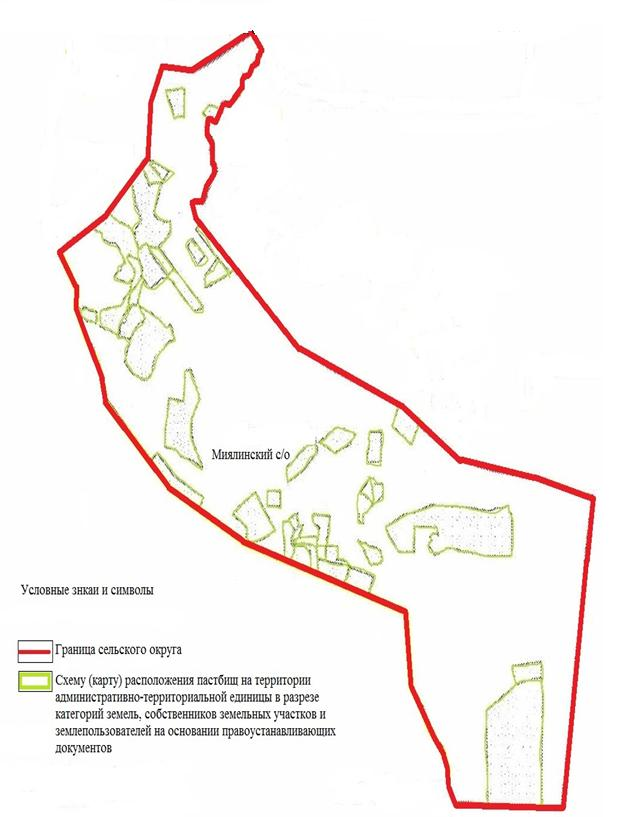 Миялинский с/о
Условные знкаи и символы
Граница сельского округа
Схему (карту) расположения пастбищ на территории
административно-территориальной единицы в разрезе
категорий земель, собственников земельных участков и
землепользователей на основании правоустанавливающих
документов